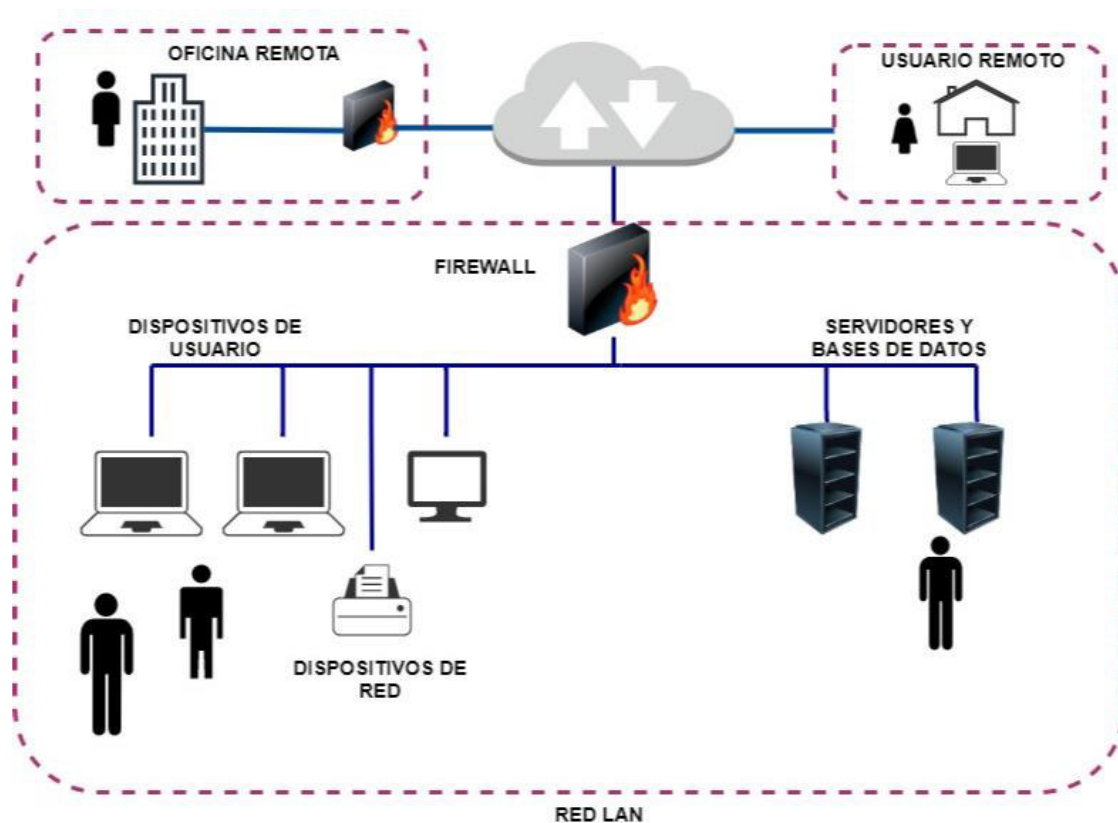 OFICINA REMOTA
USUARIO REMOTO
FIREWALL
DISPOSITIVOS DE
USUARIO
SERVIDORES Y
BASES DE DATOS
DISPOSITIVOS DE
RED
RED LAN